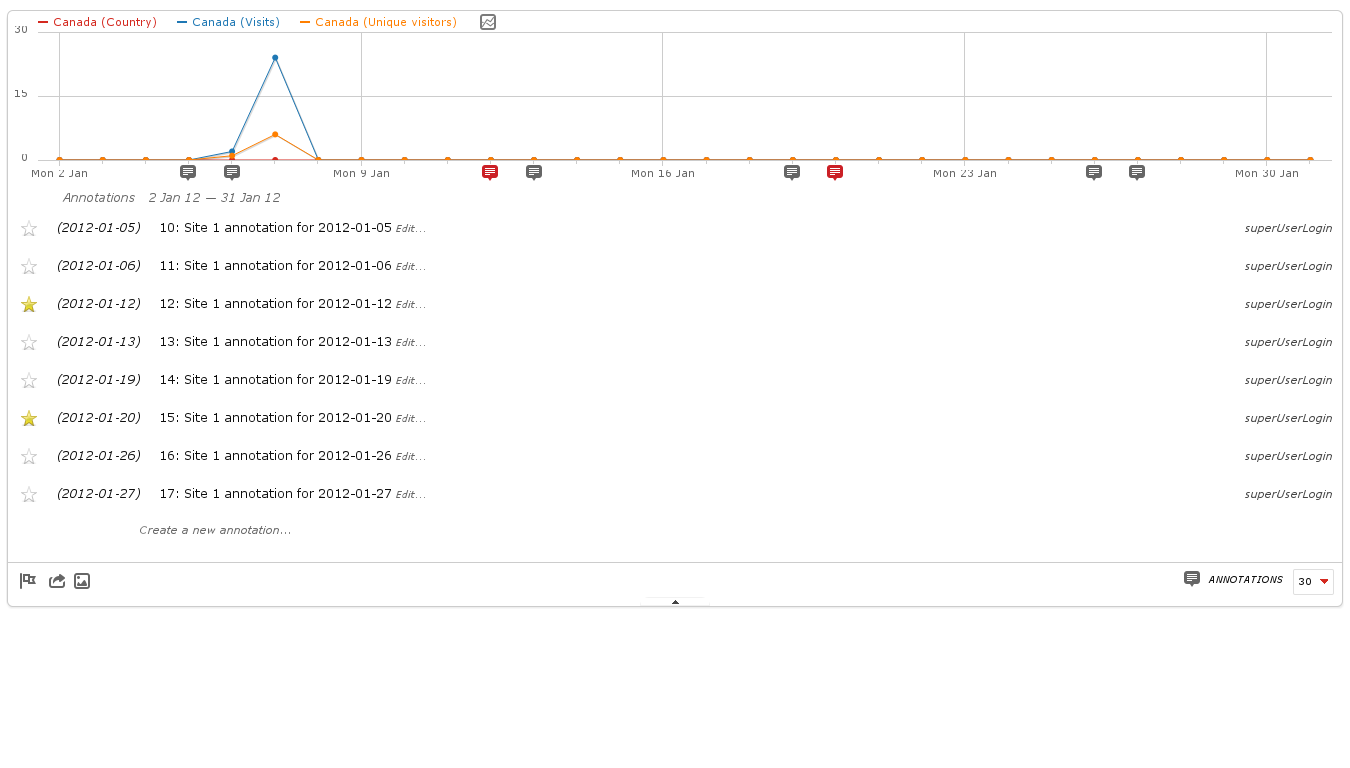 Canada (Country) Canada (Visits) Canada (Unique visitors)
30
15
0
Mon 2 Jan Mon 9 Jan Mon 16 Jan Mon 23 Jan Mon 30 Jan
Annotations 2 Jan 12 — 31 Jan 12
(2012-01-05) 10: Site 1 annotation for 2012-01-05 Edit... superUserLogin
(2012-01-06) 11: Site 1 annotation for 2012-01-06 Edit... superUserLogin
(2012-01-12) 12: Site 1 annotation for 2012-01-12 Edit... superUserLogin
(2012-01-13) 13: Site 1 annotation for 2012-01-13 Edit... superUserLogin
(2012-01-19) 14: Site 1 annotation for 2012-01-19 Edit... superUserLogin
(2012-01-20) 15: Site 1 annotation for 2012-01-20 Edit... superUserLogin
(2012-01-26) 16: Site 1 annotation for 2012-01-26 Edit... superUserLogin
(2012-01-27) 17: Site 1 annotation for 2012-01-27 Edit... superUserLogin
Create a new annotation...
ANNOTATIONS 30